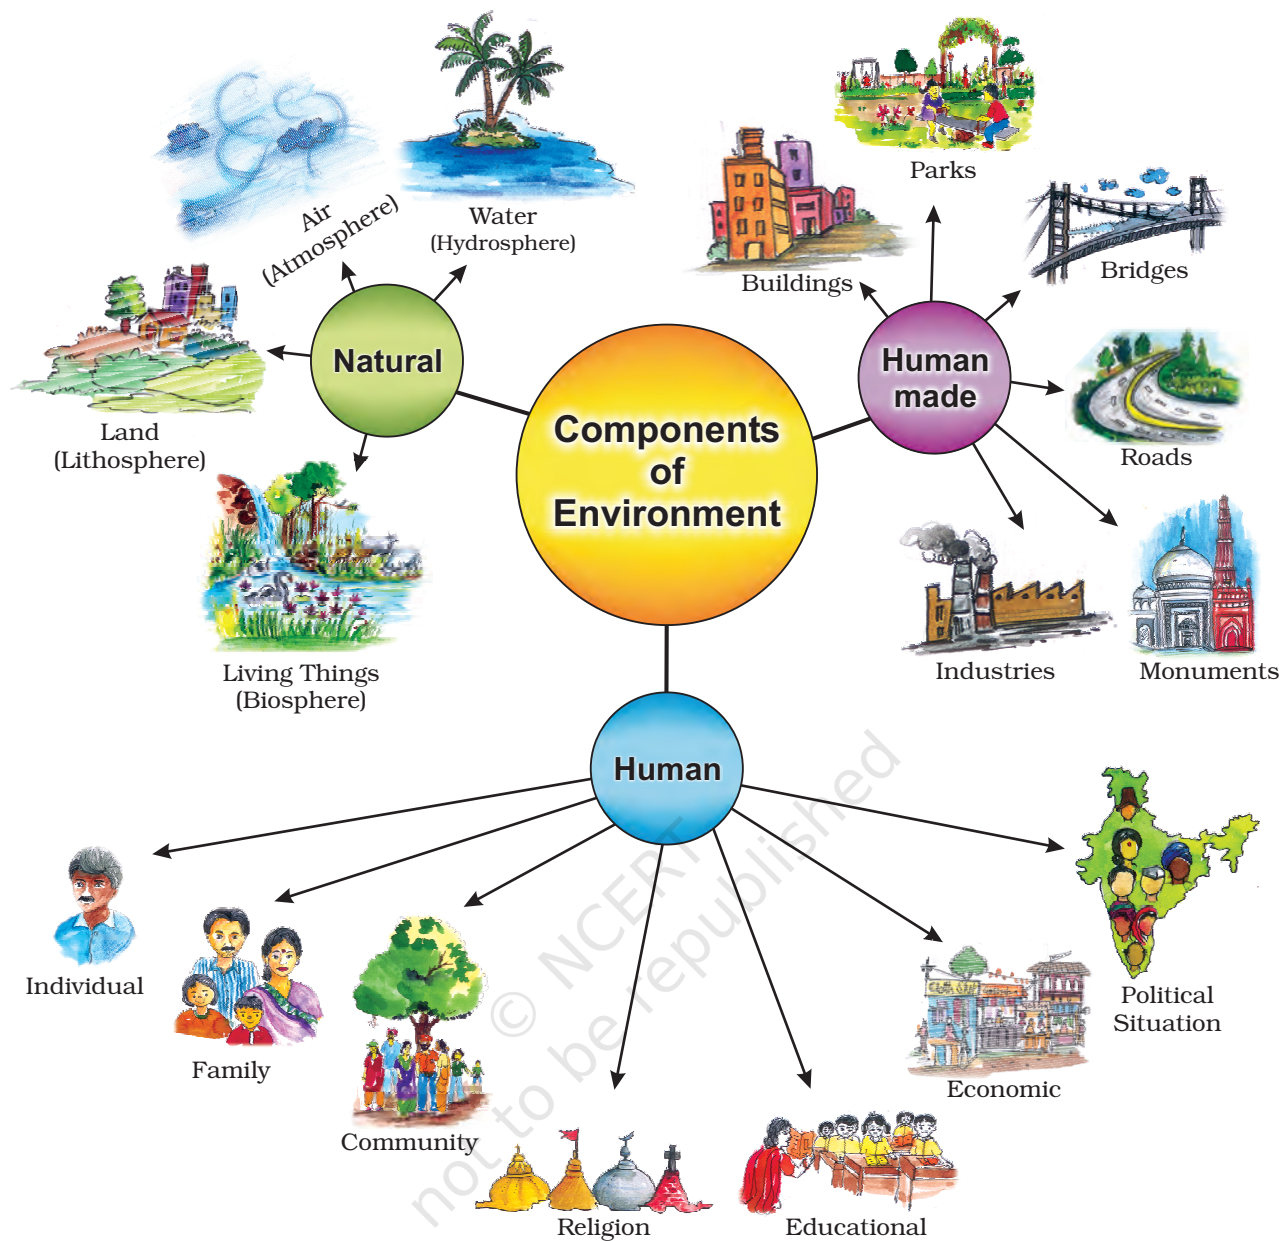 Components
of
Environment
Natural
Air
(Atmosphere)
Water
(Hydrosphere)
Land
(Lithosphere)
Living Things
(Biosphere)
Human
made
Buildings
Parks
Bridges
Roads
Industries
Monuments
Human
Individual
Family
Community
Religion
Educational
Economic
Political
Situation
© NCERT
not to be republished